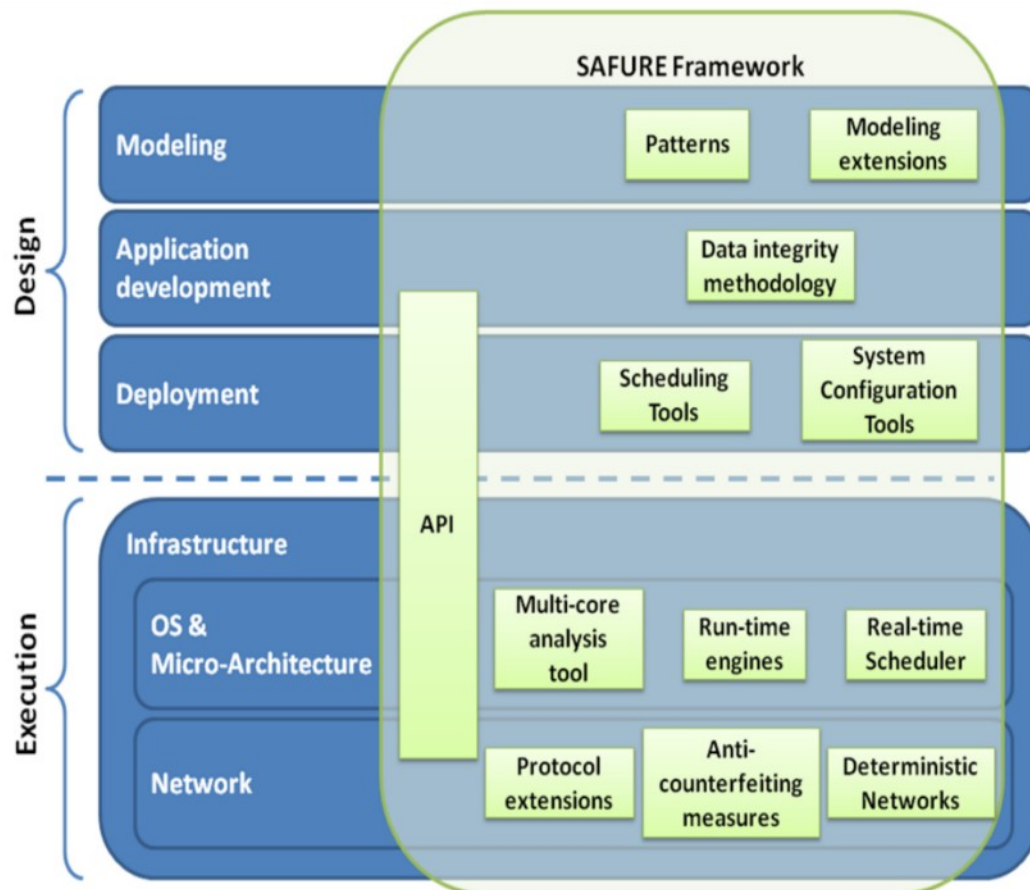 SAFURE Framework
Design
Modeling
Patterns
Modeling
extensions
Application
development
Data integrity
methodology
Deployment
Scheduling
Tools
System
Configuration
Tools
API
Execution
Infrastructure
OS &
Micro-Architecture
Multi-core
analysis
tool
Run-time
engines
Real-time
Scheduler
Network
Protocol
extensions
Anti-
counterfeiting
measures
Deterministic
Networks